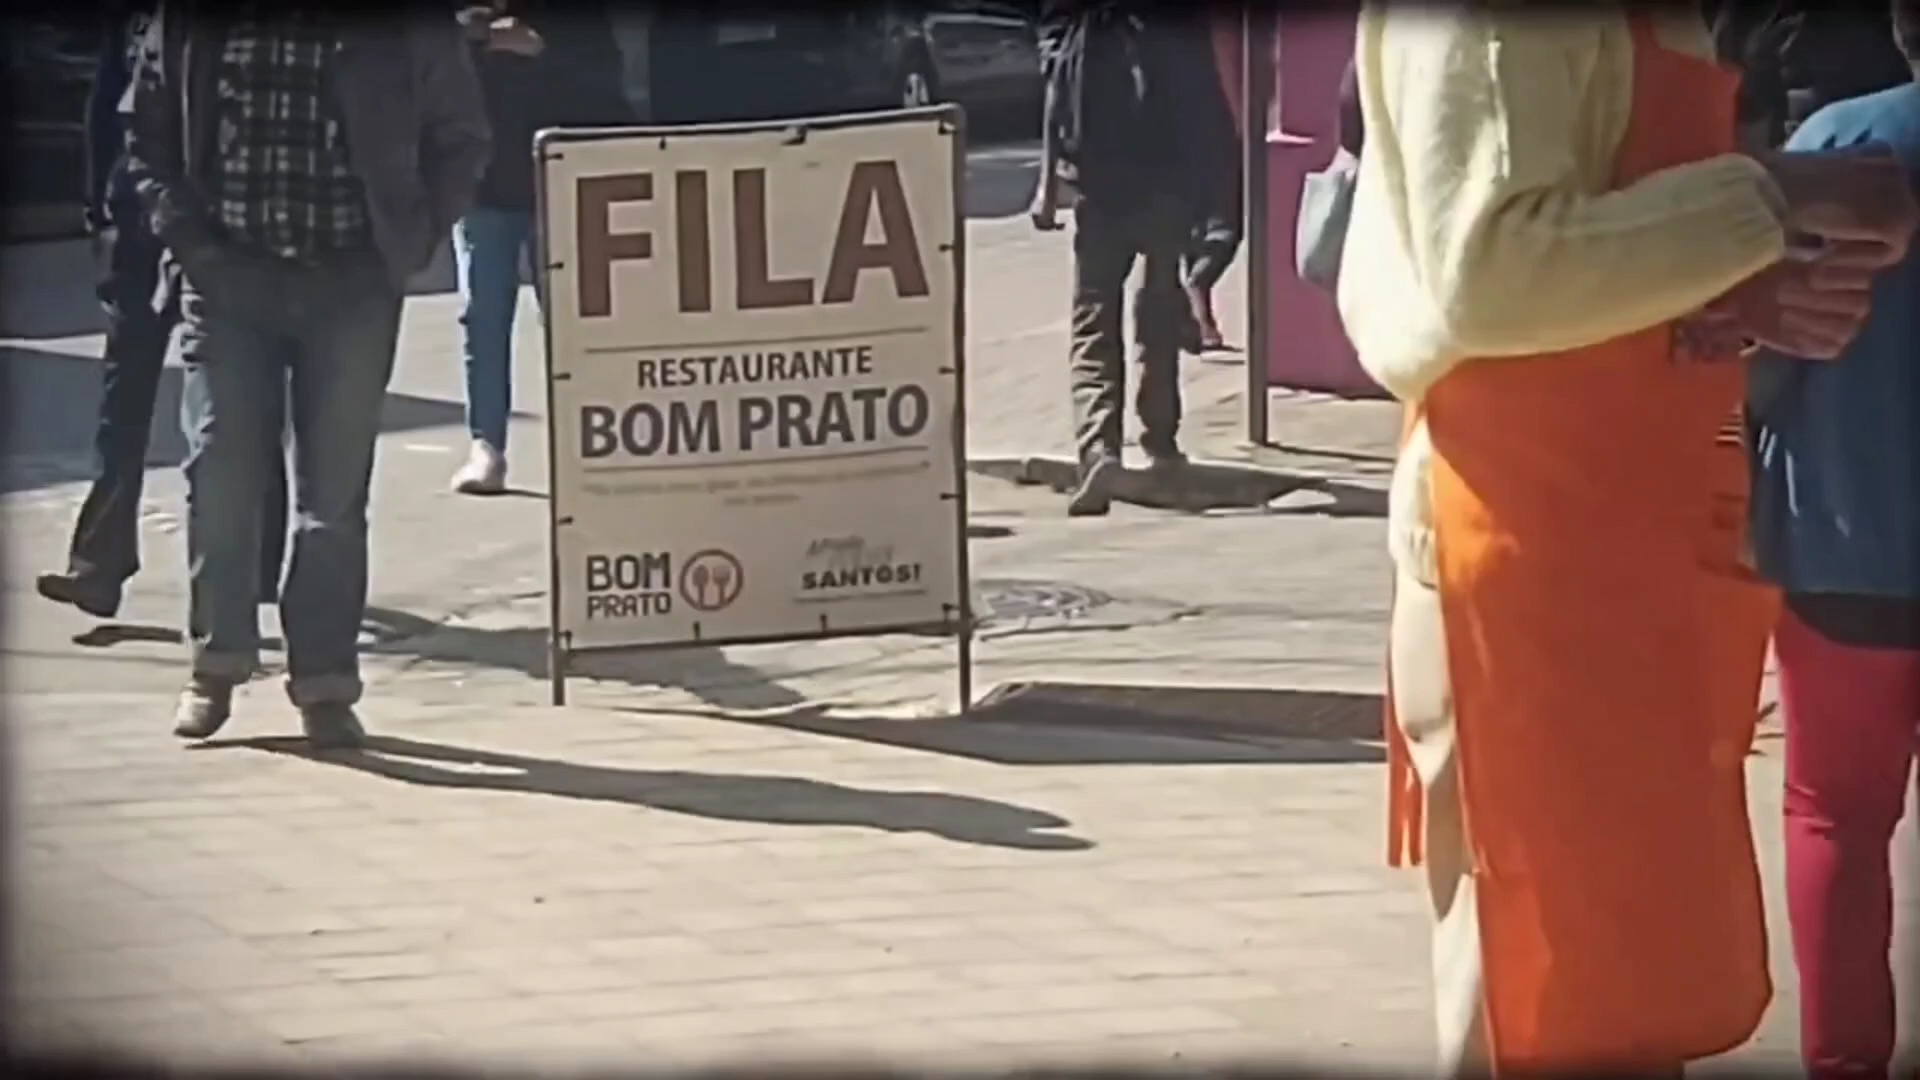 FILA
RESTAURANTE
BOM PRATO
BOM
PRATO
SANTOS!